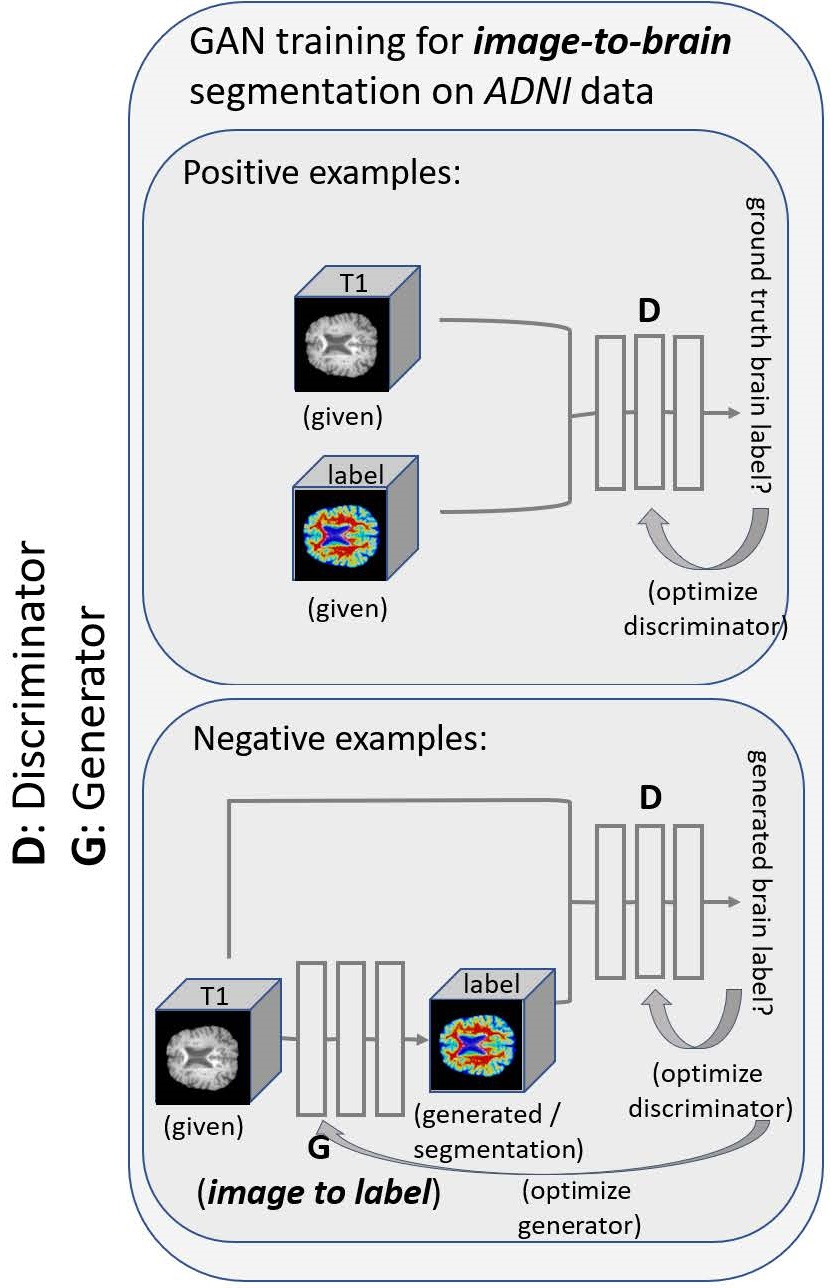 GAN training for image-to-brain
segmentation on ADNI data
Positive examples:
T1
(given)
label
(given)
D
ground truth brain label?
(optimize
discriminator)
D: Discriminator
G: Generator
Negative examples:
D
generated brain label?
T1
(given)
G
(image to label)
label
(generated /
segmentation)
(optimize
discriminator)
(optimize
generator)